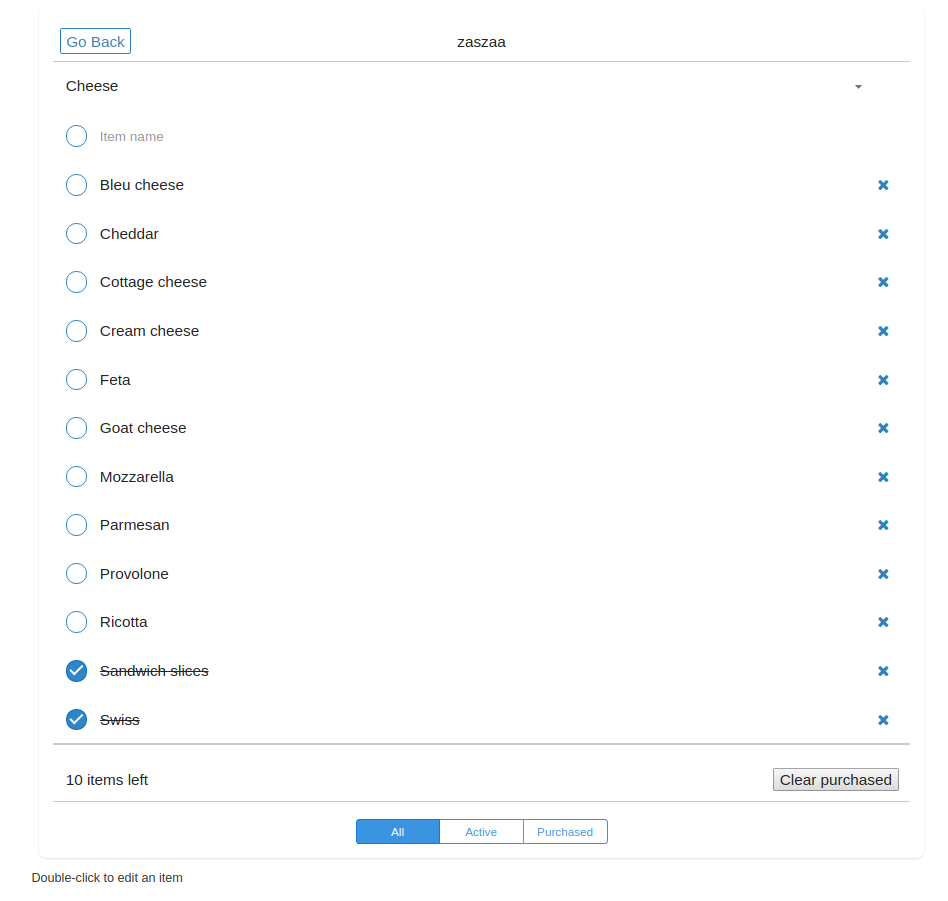 Go Back
zaszaa
Cheese
Item name
Bleu cheese
Cheddar
Cottage cheese
Cream cheese
Feta
Goat cheese
Mozzarella
Parmesan
Provolone
Ricotta
Sandwich slices
Swiss
10 items left
Clear purchased
All
Active
Purchased
Double-click to edit an item